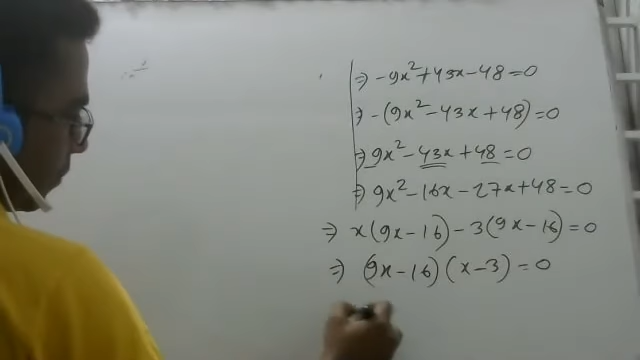 ⇒ -9x² + 43x - 48 = 0
⇒ -(9x² - 43x + 48) = 0
⇒ 9x² - 43x + 48 = 0
⇒ 9x² - 16x - 27x + 48 = 0
⇒ x(9x - 16) - 3(9x - 16) = 0
⇒ (9x - 16)(x - 3) = 0